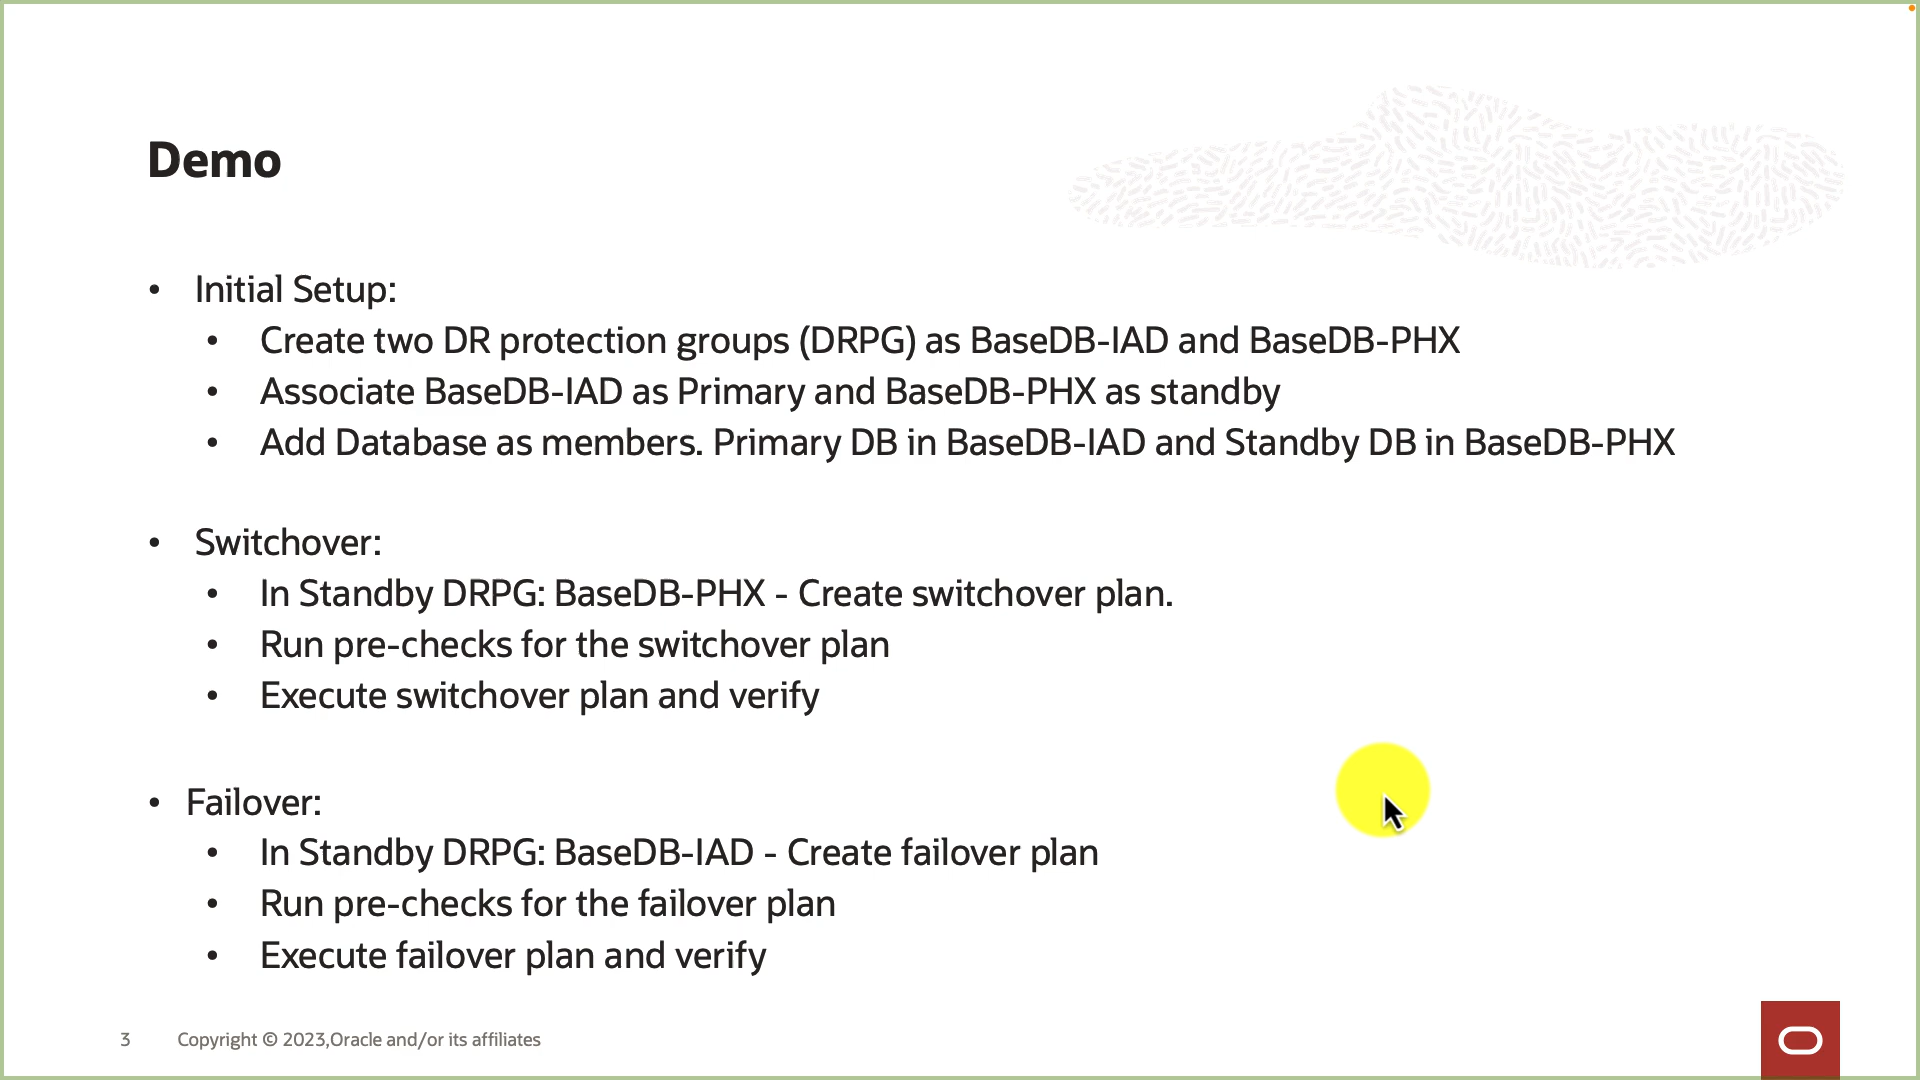 Demo
• Initial Setup:
• Create two DR protection groups (DRPG) as BaseDB-IAD and BaseDB-PHX
• Associate BaseDB-IAD as Primary and BaseDB-PHX as standby
• Add Database as members. Primary DB in BaseDB-IAD and Standby DB in BaseDB-PHX
• Switchover:
• In Standby DRPG: BaseDB-PHX - Create switchover plan.
• Run pre-checks for the switchover plan
• Execute switchover plan and verify
• Failover:
• In Standby DRPG: BaseDB-IAD - Create failover plan
• Run pre-checks for the failover plan
• Execute failover plan and verify
3 Copyright © 2023,Oracle and/or its affiliates